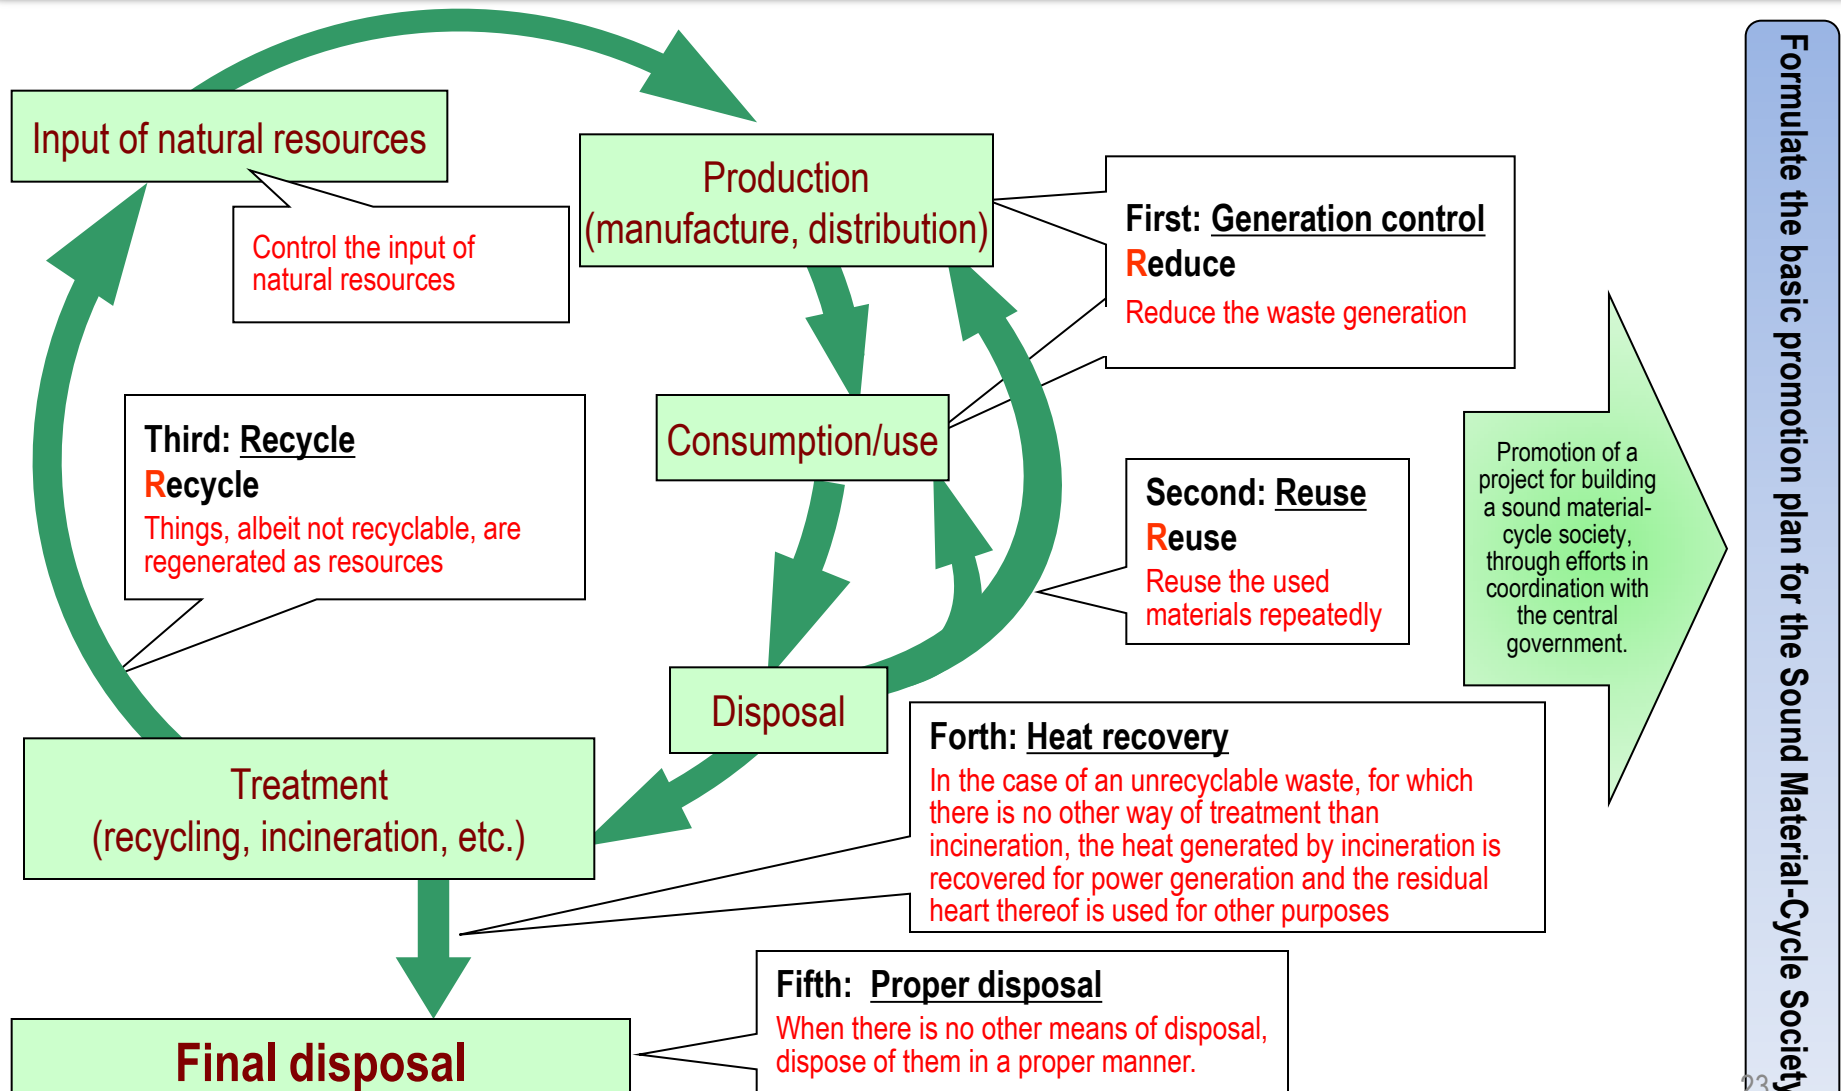 Input of natural resources
Control the input of
natural resources
Production
(manufacture, distribution)
First: Generation control
Reduce
Reduce the waste generation
Third: Recycle
Recycle
Things, albeit not recyclable, are
regenerated as resources
Consumption/use
Second: Reuse
Reuse
Reuse the used
materials repeatedly
Disposal
Treatment
(recycling, incineration, etc.)
Forth: Heat recovery
In the case of an unrecyclable waste, for which
there is no other way of treatment than
incineration, the heat generated by incineration is
recovered for power generation and the residual
heart thereof is used for other purposes
Final disposal
Fifth: Proper disposal
When there is no other means of disposal,
dispose of them in a proper manner.
Promotion of a
project for building
a sound material-
cycle society,
through efforts in
coordination with
the central
government.
Formulate the basic promotion plan for the Sound Material-Cycle Society
23